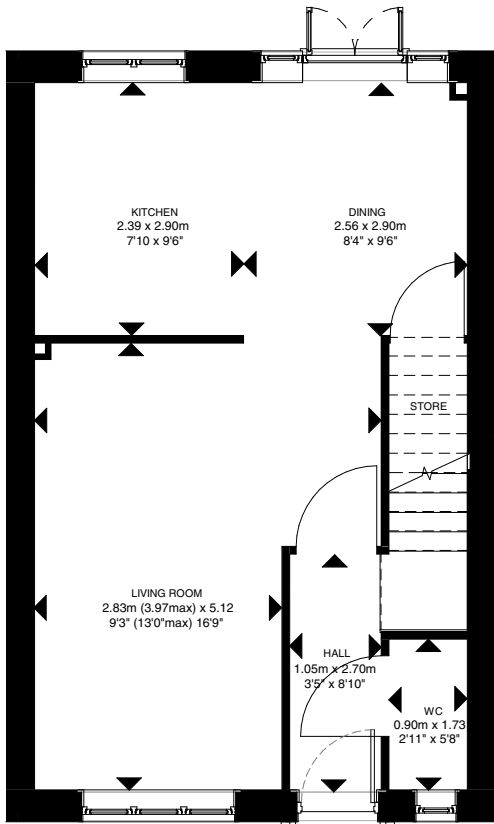 KITCHEN
2.39 x 2.90m
7'10 x 9'6"
DINING
2.56 x 2.90m
8'4" x 9'6"
STORE
LIVING ROOM
2.83m (3.97max) x 5.12
9'3" (13'0"max) 16'9"
HALL
1.05m x 2.70m
3'5" x 8'10"
WC
0.90m x 1.73
2'11" x 5'8"